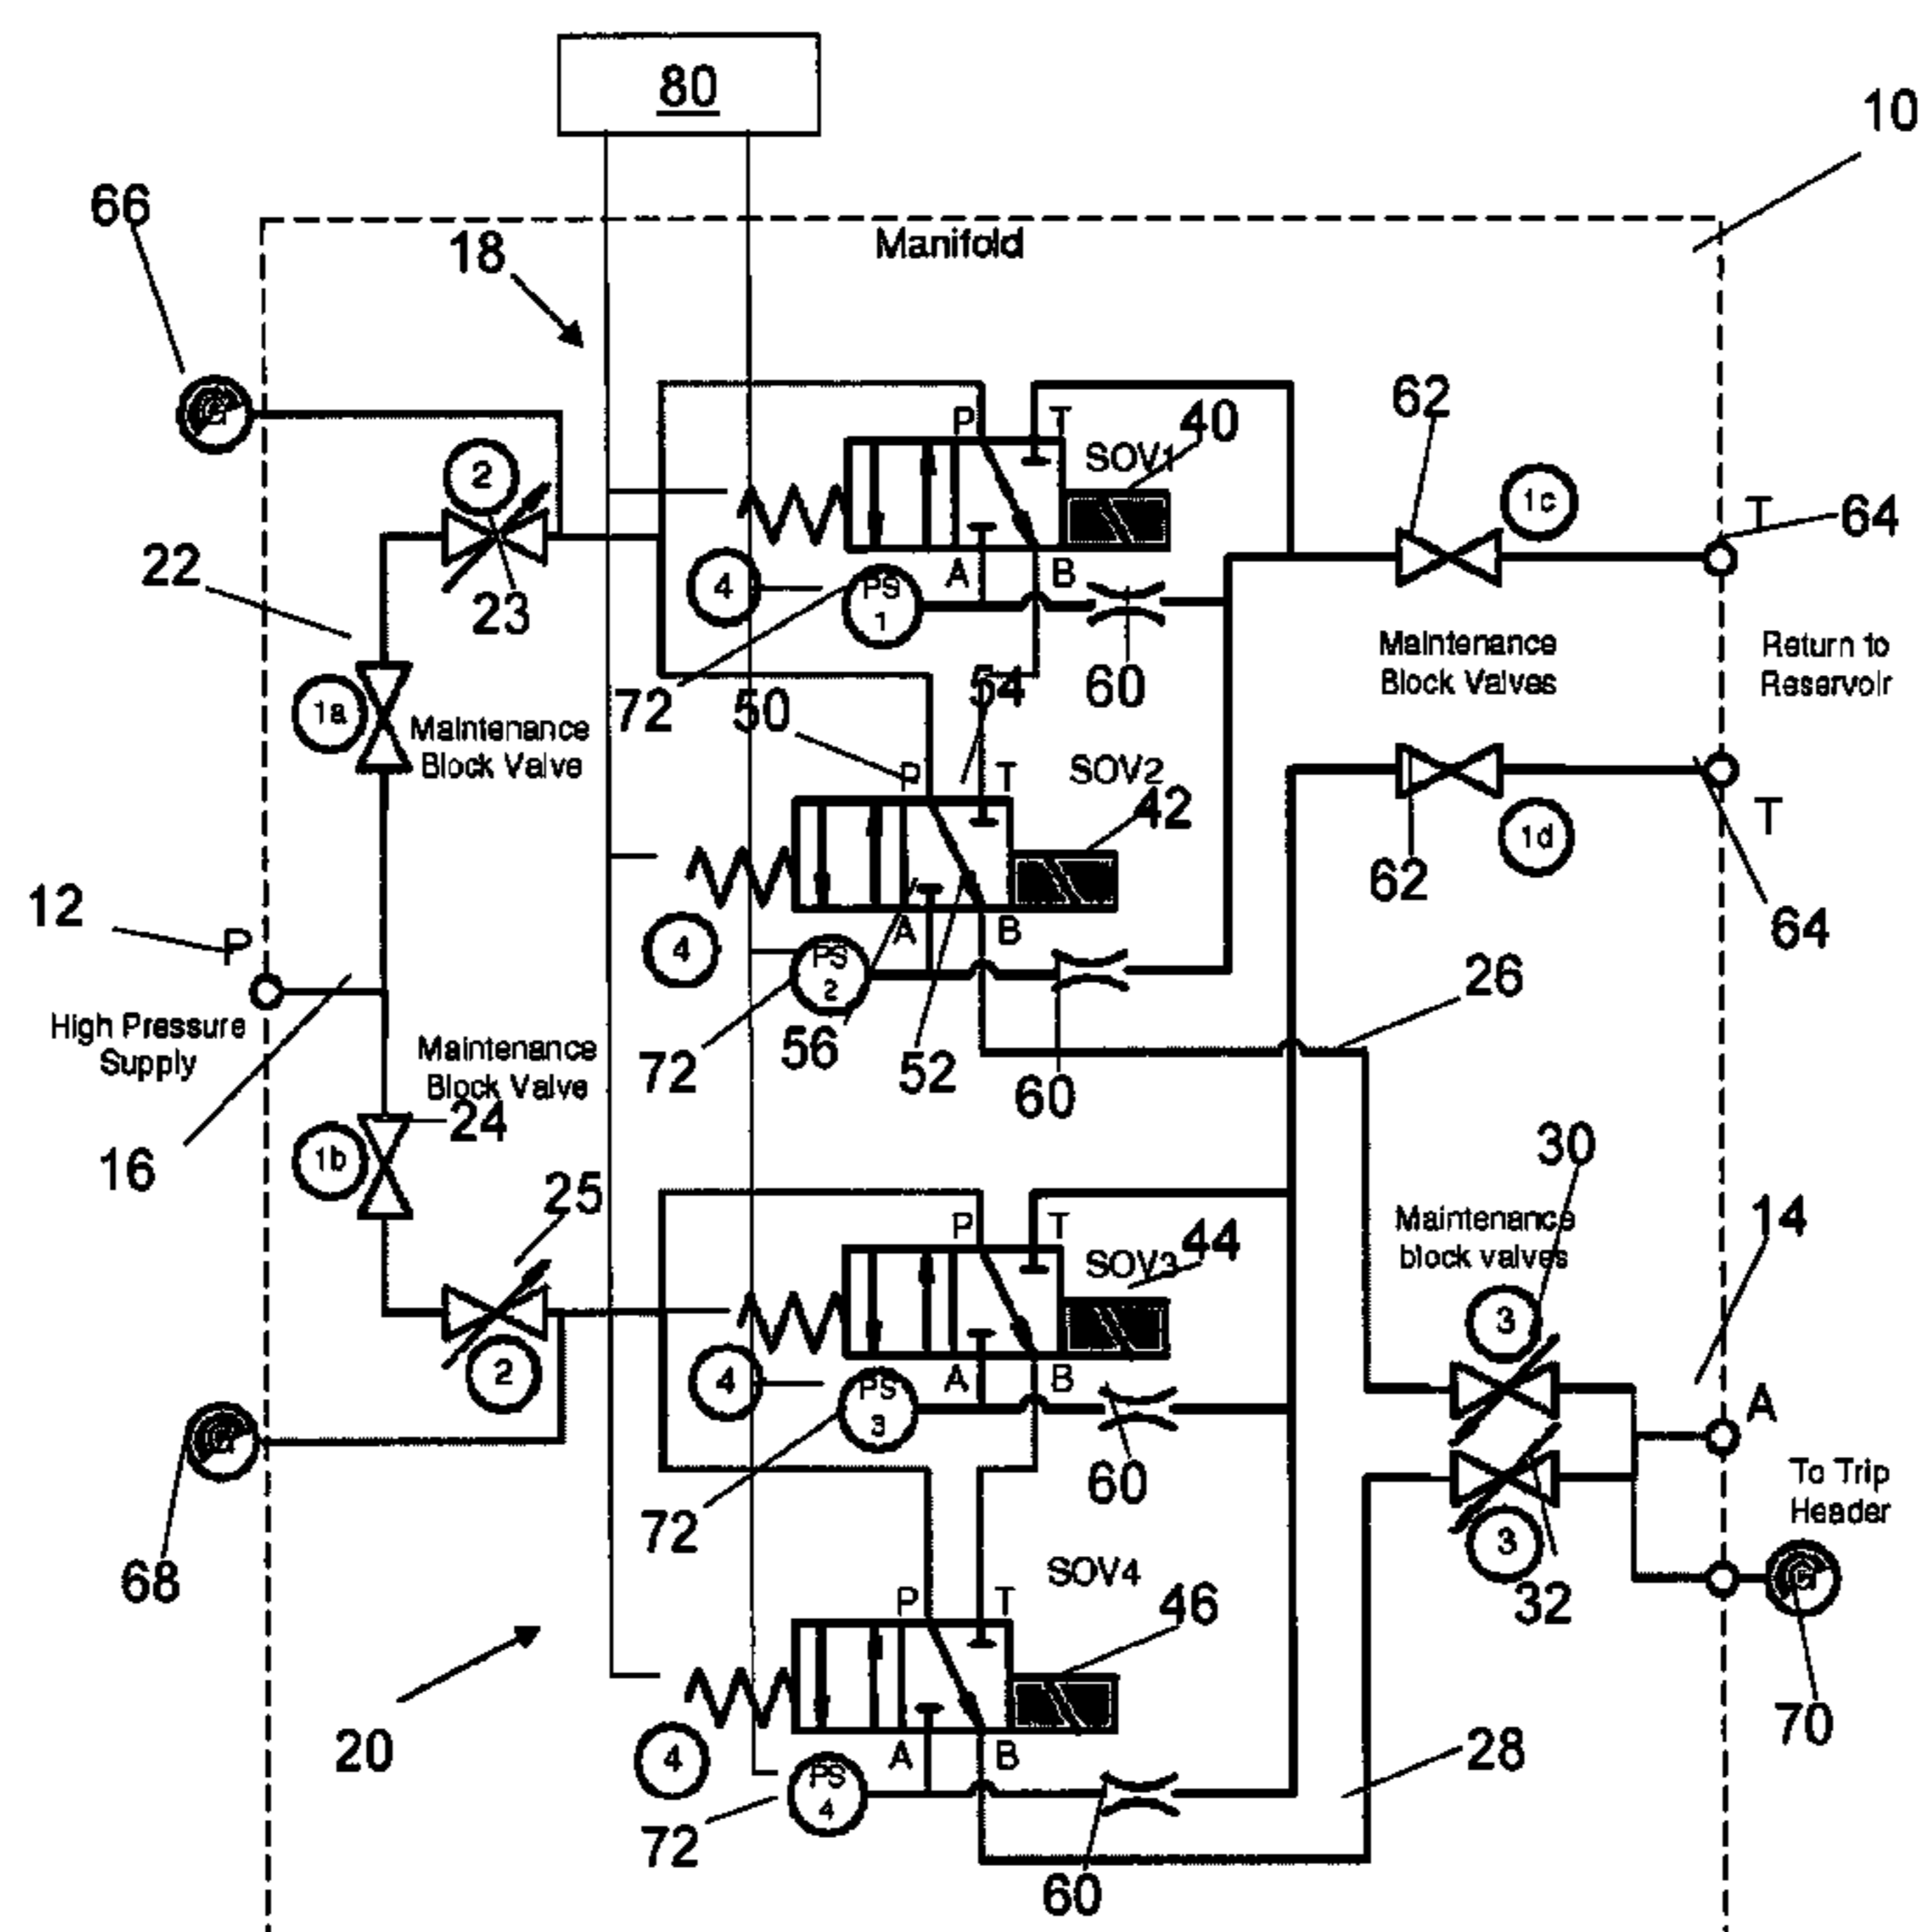 80
10
66
Manifold
18
P
T
40
62
SOV1
2
1c
T
64
22
4
A
B
PS
1
23
Maintenance
Block Valves
Return to
Reservoir
72
50
54
60
1a
Maintenance
Block Valve
P
T
SOV2
42
T
1d
62
12
P
4
A
B
64
PS
2
26
High Pressure
Supply
Maintenance
Block Valve
72
56
52
60
24
30
16
1b
25
P
T
SOV3
44
Maintenance
block valves
14
3
2
4
A
B
PS
3
A
72
60
To Trip
Header
68
SOV4
3
32
P
T
46
70
20
4
A
B
28
PS
4
72
60